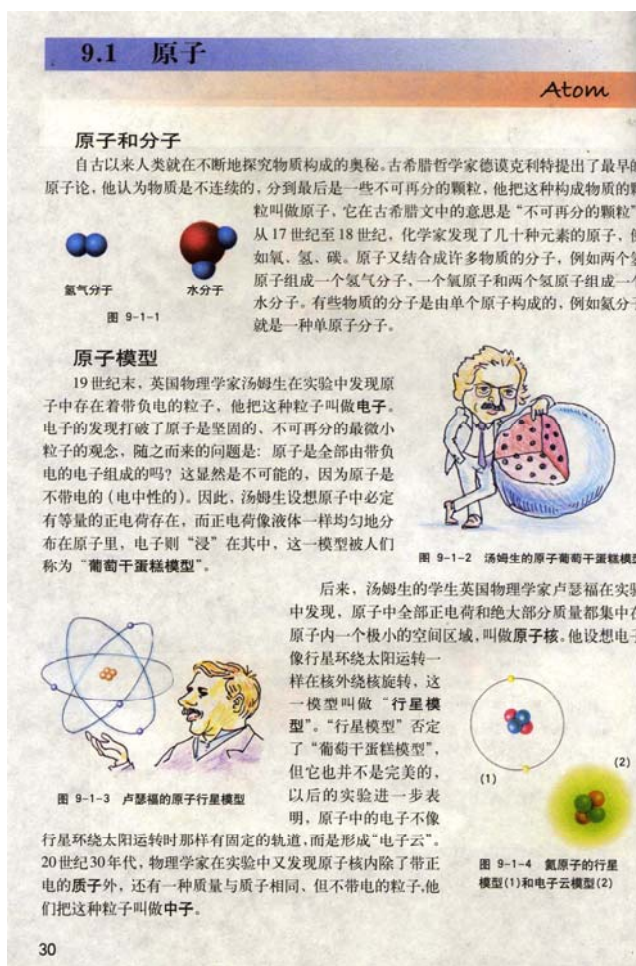 9.1 原子
Atom
原子和分子
自古以来人类就在不断地探究物质构成的奥秘。古希腊哲学家德谟克利特提出了最早
原子论，他认为物质是不连续的，分到最后是一些不可再分的颗粒，他把这种构成物质的
粒叫做原子，它在古希腊文中的意思是“不可再分的颗粒”
从17世纪至18世纪，化学家发现了几十种元素的原子，
如氧、氢、碳。原子又结合成许多物质的分子，例如两个
原子组成一个氢气分子，一个氧原子和两个氢原子组成一
水分子。有些物质的分子是由单个原子构成的，例如氦分
就是一种单原子分子。
氢气分子
水分子
图 9-1-1
原子模型
19世纪末，英国物理学家汤姆生在实验中发现原
子中存在着带负电的粒子，他把这种粒子叫做电子。
电子的发现打破了原子是坚固的、不可再分的最微小
粒子的观念，随之而来的问题是：原子是全部由带负
电的电子组成的吗？这显然是不可能的，因为原子是
不带电的（电中性的）。因此，汤姆生设想原子中必定
有等量的正电荷存在，而正电荷像液体一样均匀地分
布在原子里，电子则“浸”在其中，这一模型被人们
称为“葡萄干蛋糕模型”。
图 9-1-2 汤姆生的原子葡萄干蛋糕模
后来，汤姆生的学生英国物理学家卢瑟福在实
中发现，原子中全部正电荷和绝大部分质量都集中
原子内一个极小的空间区域，叫做原子核。他设想电
像行星环绕太阳运转一
样在核外绕核旋转，这
一模型叫做“行星模
型”。“行星模型”否定
了“葡萄干蛋糕模型”，
但它也并不是完美的，
以后的实验进一步表
明，原子中的电子不像
行星环绕太阳运转时那样有固定的轨道，而是形成“电子云”。
20世纪30年代，物理学家在实验中又发现原子核内除了带正
电的质子外，还有一种质量与质子相同、但不带电的粒子，他
们把这种粒子叫做中子。
图 9-1-3 卢瑟福的原子行星模型
(1)
(2)
图 9-1-4 氦原子的行星
模型(1)和电子云模型(2)
30